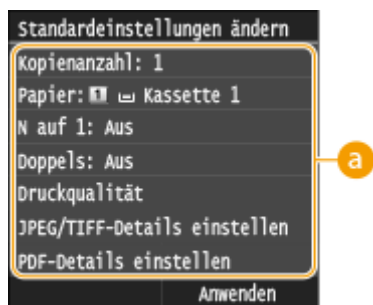 Standardeinstellungen ändern
Kopienanzahl: 1
Papier: 1 Kassette 1
N auf 1: Aus
Doppels: Aus
Druckqualität
JPEG/TIFF-Details einstellen
PDF-Details einstellen
Anwenden
a